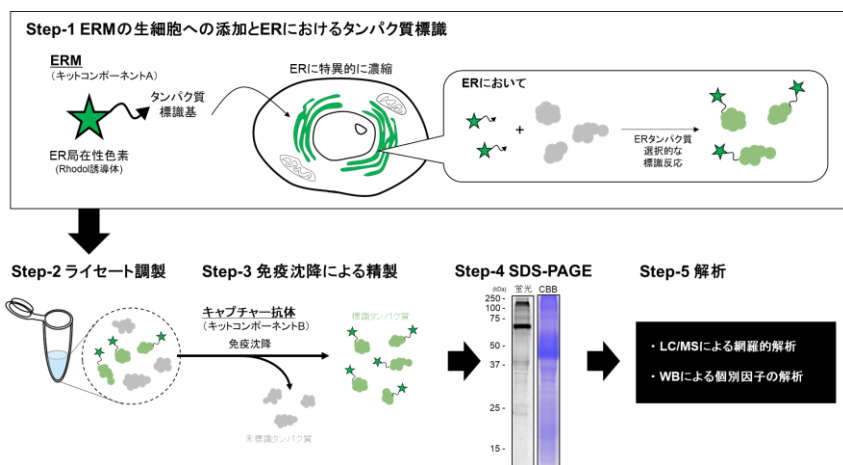 Step-1 ERMの生細胞への添加とERにおけるタンパク質標識
ERM
（キットコンポーネントA）
タンパク質
標識基
ER局在性色素
(Rhodol誘導体)
ERに特異的に濃縮
ERにおいて
+
ERタンパク質
選択的な
標識反応
Step-2 ライセート調製
Step-3 免疫沈降による精製
キャプチャー抗体
（キットコンポーネントB）
免疫沈降
標識タンパク質
未標識タンパク質
Step-4 SDS-PAGE
(kDa) 蛍光 CBB
250 -
100 -
75 -
50 -
37 -
25 -
15 -
Step-5 解析
・LC/MSによる網羅的解析
・WBによる個別因子の解析